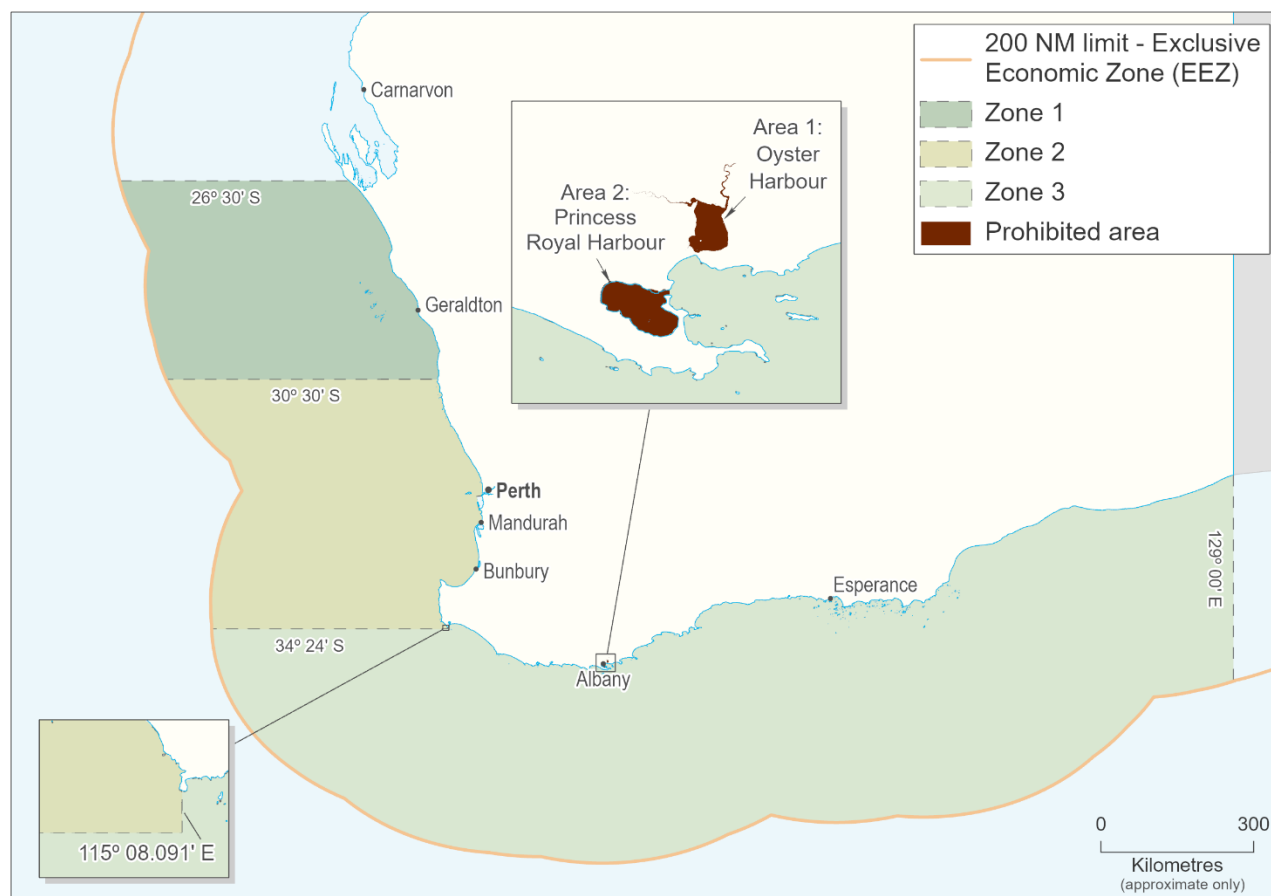 200 NM limit - Exclusive
Economic Zone (EEZ)
Zone 1
Zone 2
Zone 3
Prohibited area
Carnarvon
Area 1:
Oyster
Harbour
Area 2:
Princess
Royal Harbour
26º 30' S
Geraldton
30º 30' S
Perth
Mandurah
Bunbury
Esperance
129º 00' E
34º 24' S
Albany
115º 08.091' E
0 300
Kilometres
(approximate only)